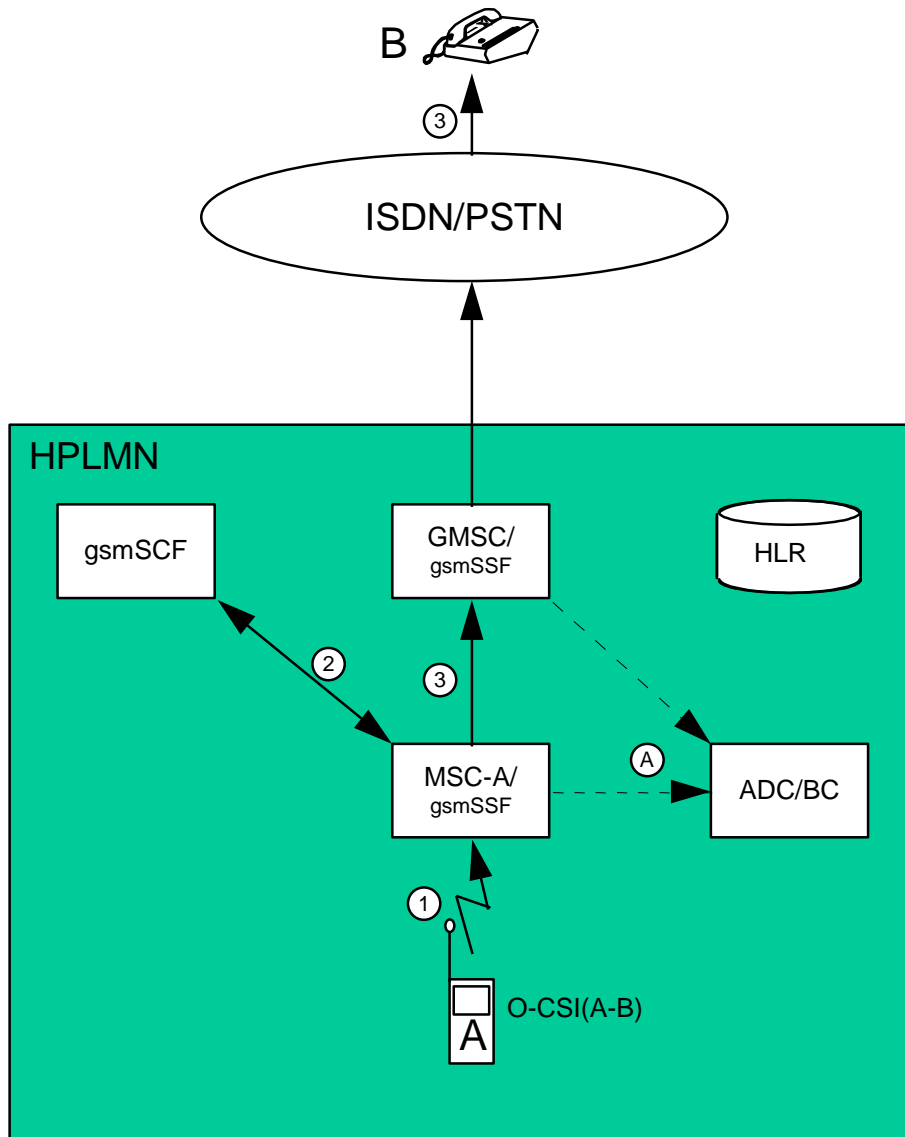 B
3
ISDN/PSTN
HPLMN
gsmSCF
GMSC/
gsmSSF
HLR
2
3
A
MSC-A/
gsmSSF
ADC/BC
1
O-CSI(A-B)
A